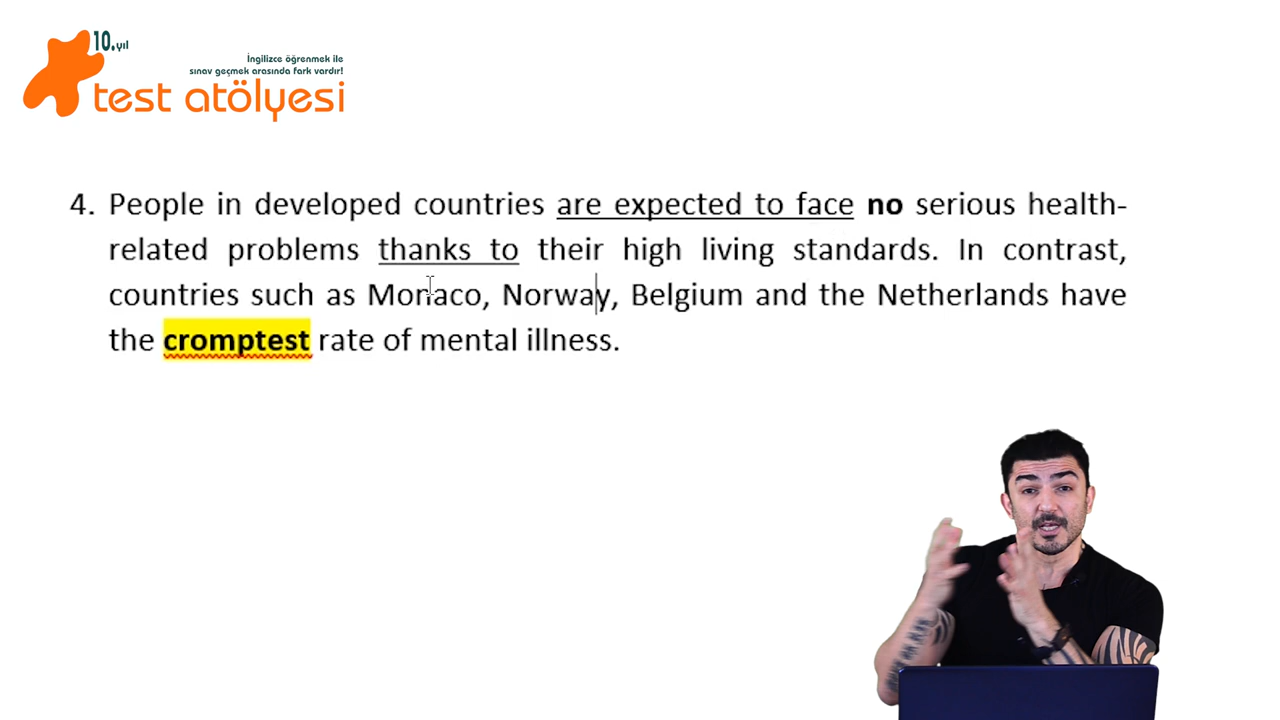 10.yıl
İngilizce öğrenmek ile
sınav geçmek arasında fark vardır!
test atölyesi
4. People in developed countries are expected to face no serious health-
related problems thanks to their high living standards. In contrast,
countries such as Monaco, Norway, Belgium and the Netherlands have
the cromptest rate of mental illness.